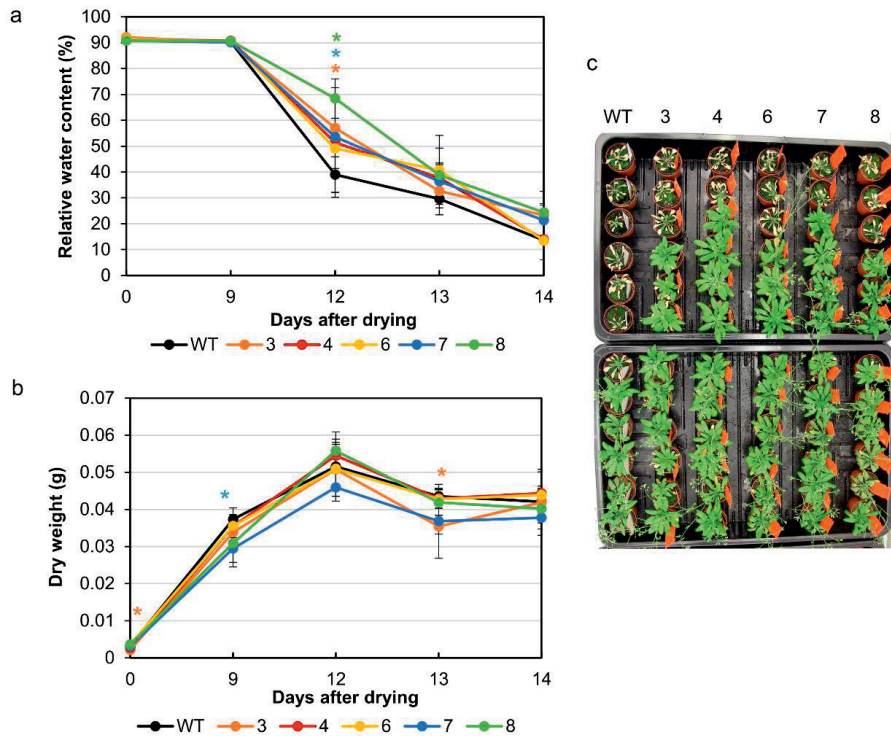 a
100
90
80
70
60
50
40
30
20
10
0
Relative water content (%)
*
*
*
0 9 12 13 14
Days after drying
WT 3 4 6 7 8
b
0.07
0.06
0.05
0.04
0.03
0.02
0.01
0
Dry weight (g)
*
*
*
0 9 12 13 14
Days after drying
WT 3 4 6 7 8
c
WT 3 4 6 7 8